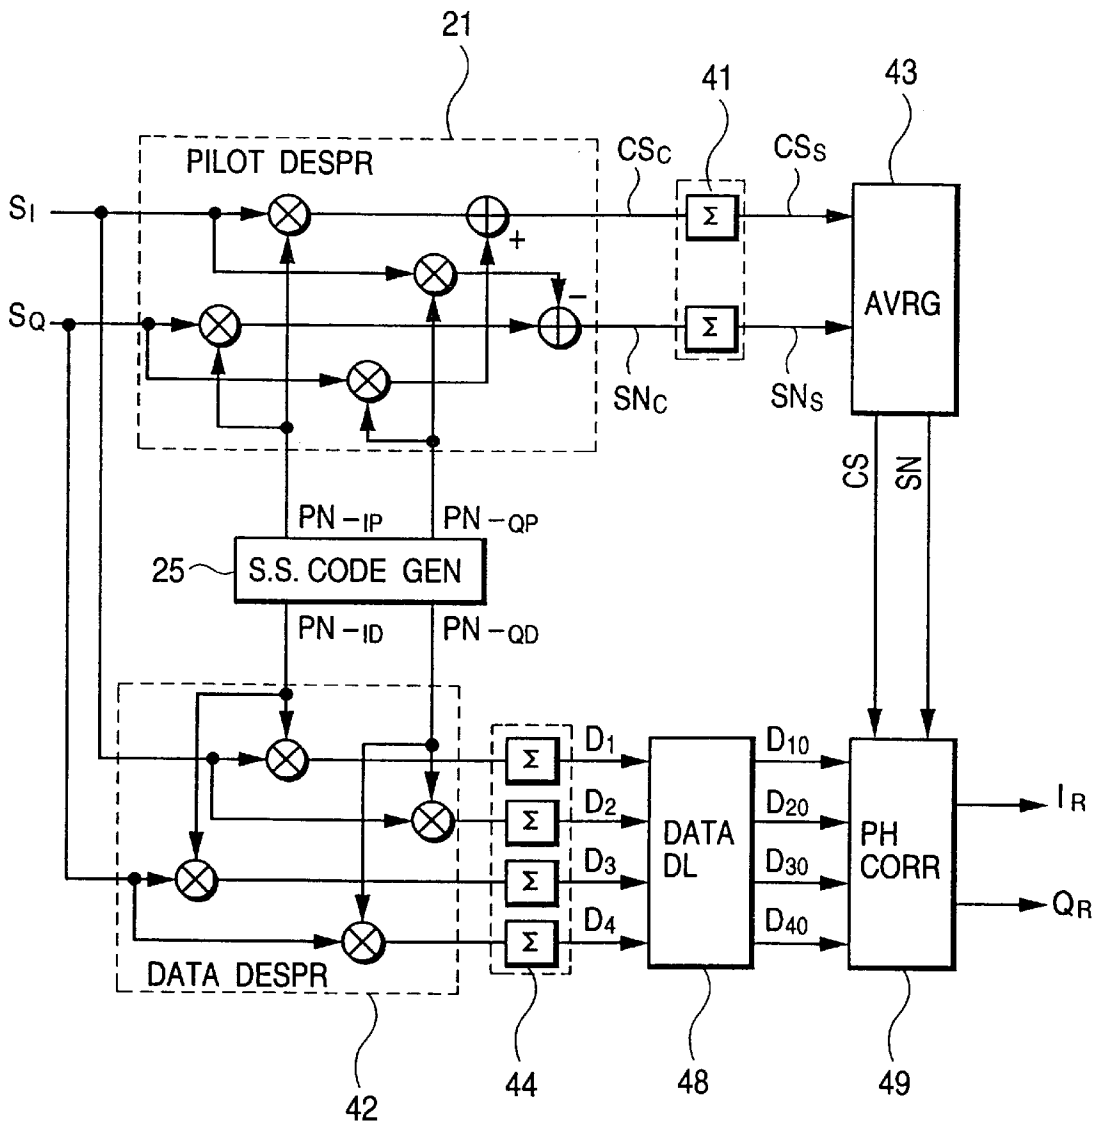 21
41
43
PILOT DESPR
CSC
CSS
SI
Σ
+
AVRG
−
SQ
Σ
SNC
SNS
CS
SN
PN-IP
PN-QP
25
S.S. CODE GEN
PN-ID
PN-QD
Σ
D1
D10
IR
Σ
D2
DATA DL
D20
PH CORR
Σ
D3
D30
QR
Σ
D4
D40
DATA DESPR
42
44
48
49